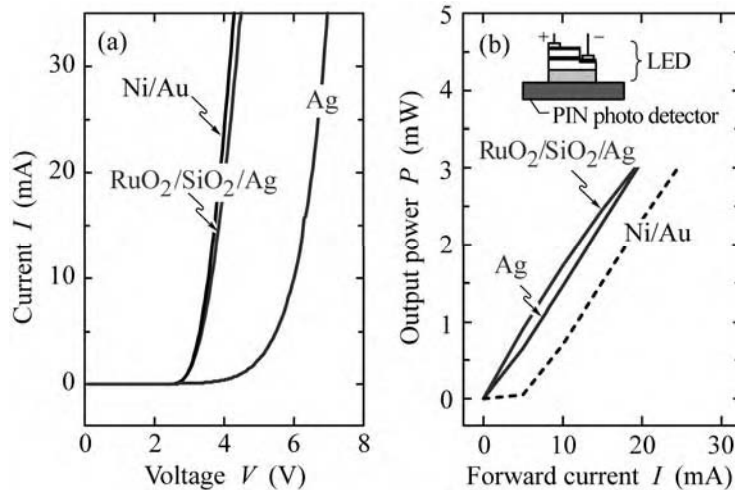 (a)
Ni/Au
Ag
RuO2/SiO2/Ag
Current I (mA)
30
20
10
0
0 2 4 6 8
Voltage V (V)
(b)
+ −
LED
PIN photo detector
RuO2/SiO2/Ag
Ni/Au
Ag
Output power P (mW)
5
4
3
2
1
0
0 10 20 30
Forward current I (mA)